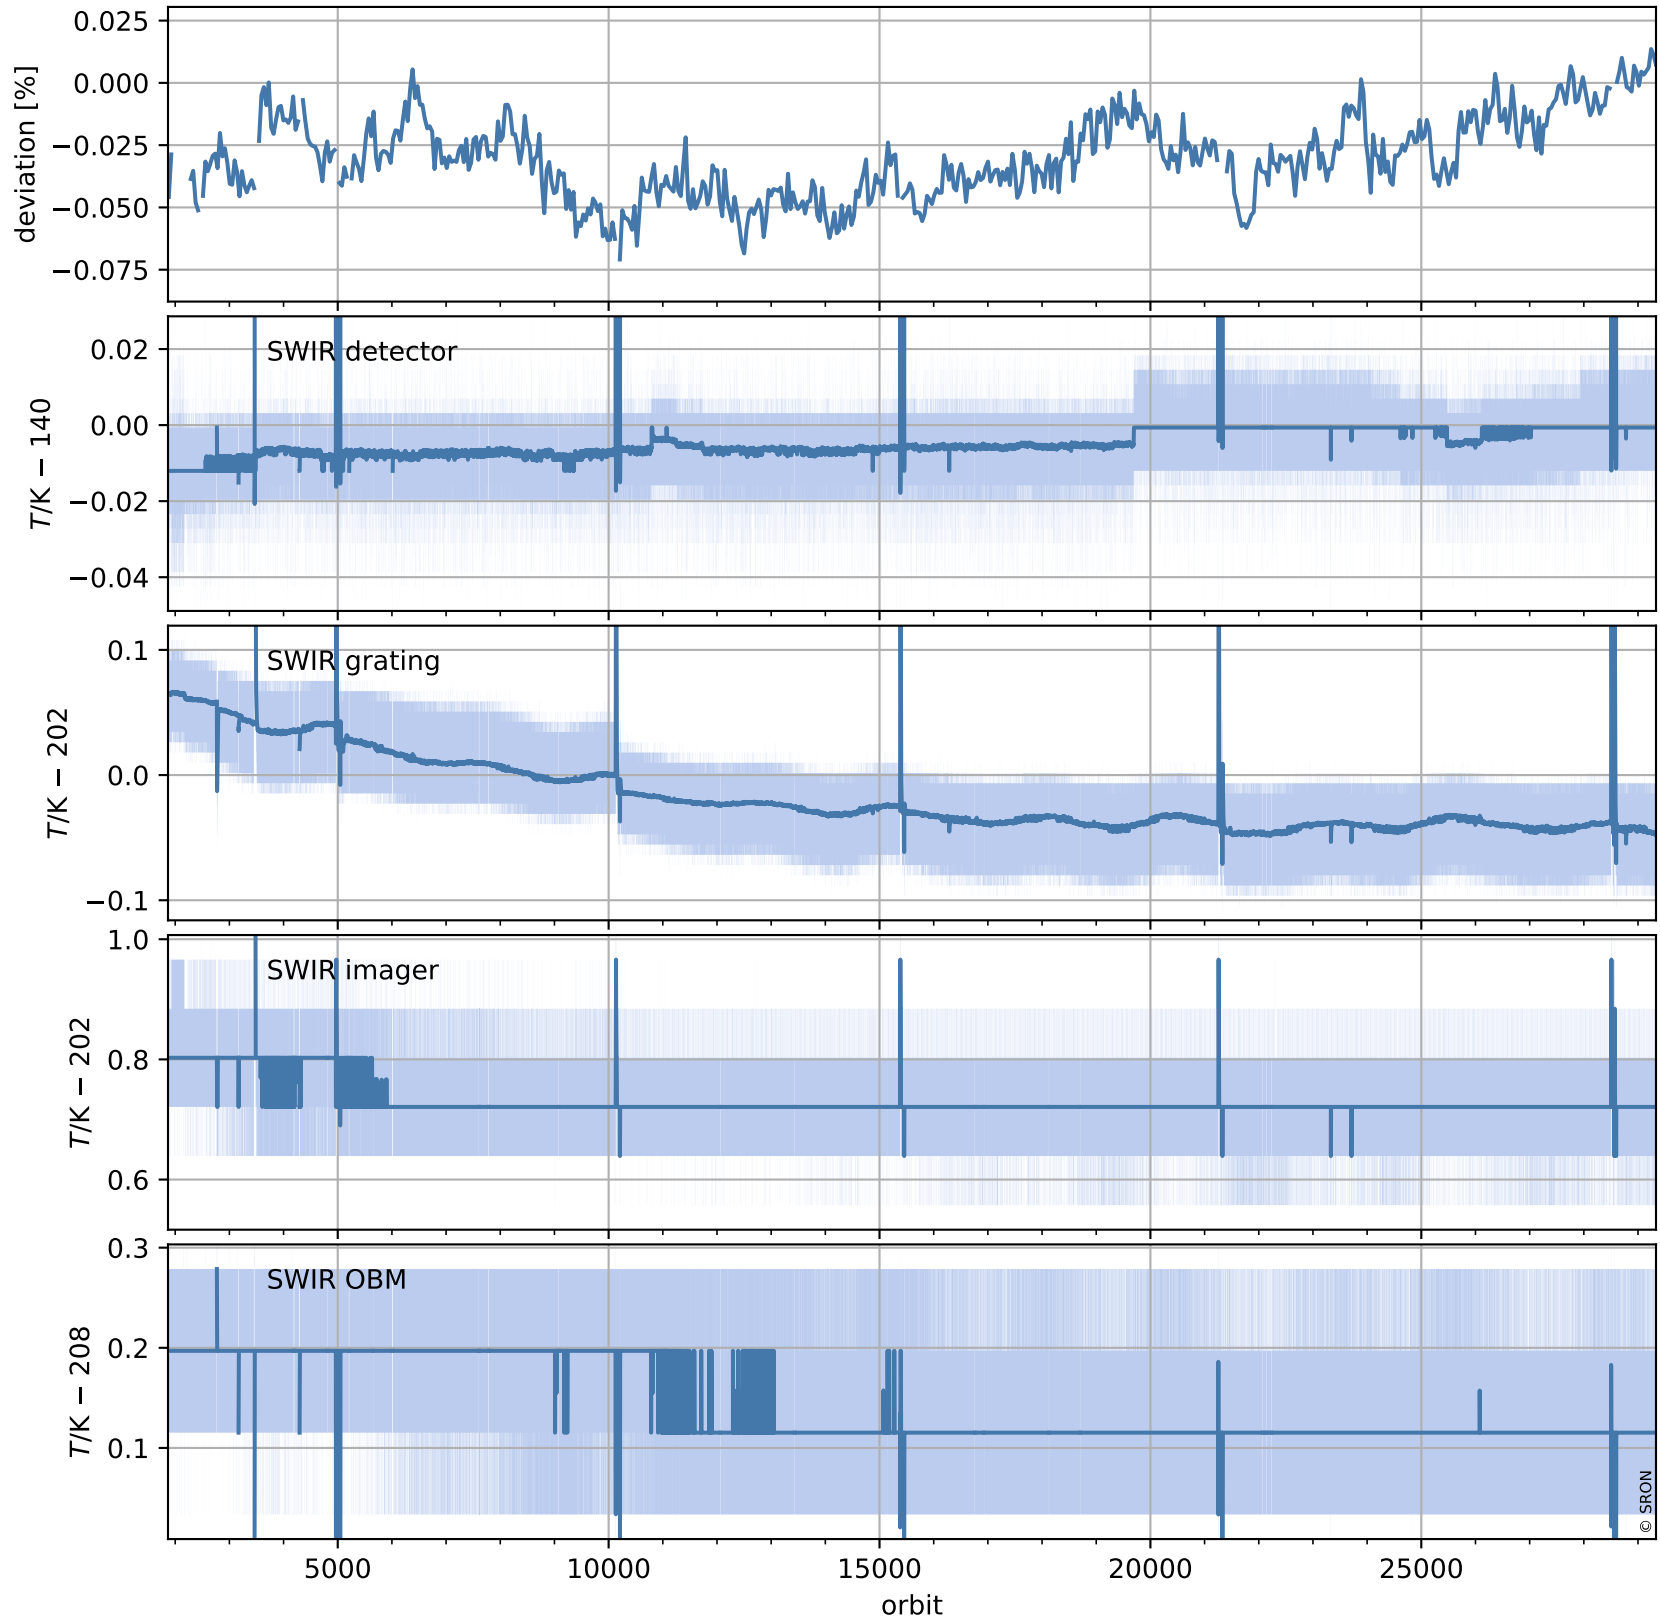 0.025
0.000
−0.025
−0.050
−0.075
deviation [%]
SWIR detector
0.02
0.00
−0.02
−0.04
T/K − 140
SWIR grating
0.1
0.0
−0.1
T/K − 202
SWIR imager
1.0
0.8
0.6
T/K − 202
SWIR OBM
0.3
0.2
0.1
T/K − 208
© SRON
5000 10000 15000 20000 25000
orbit